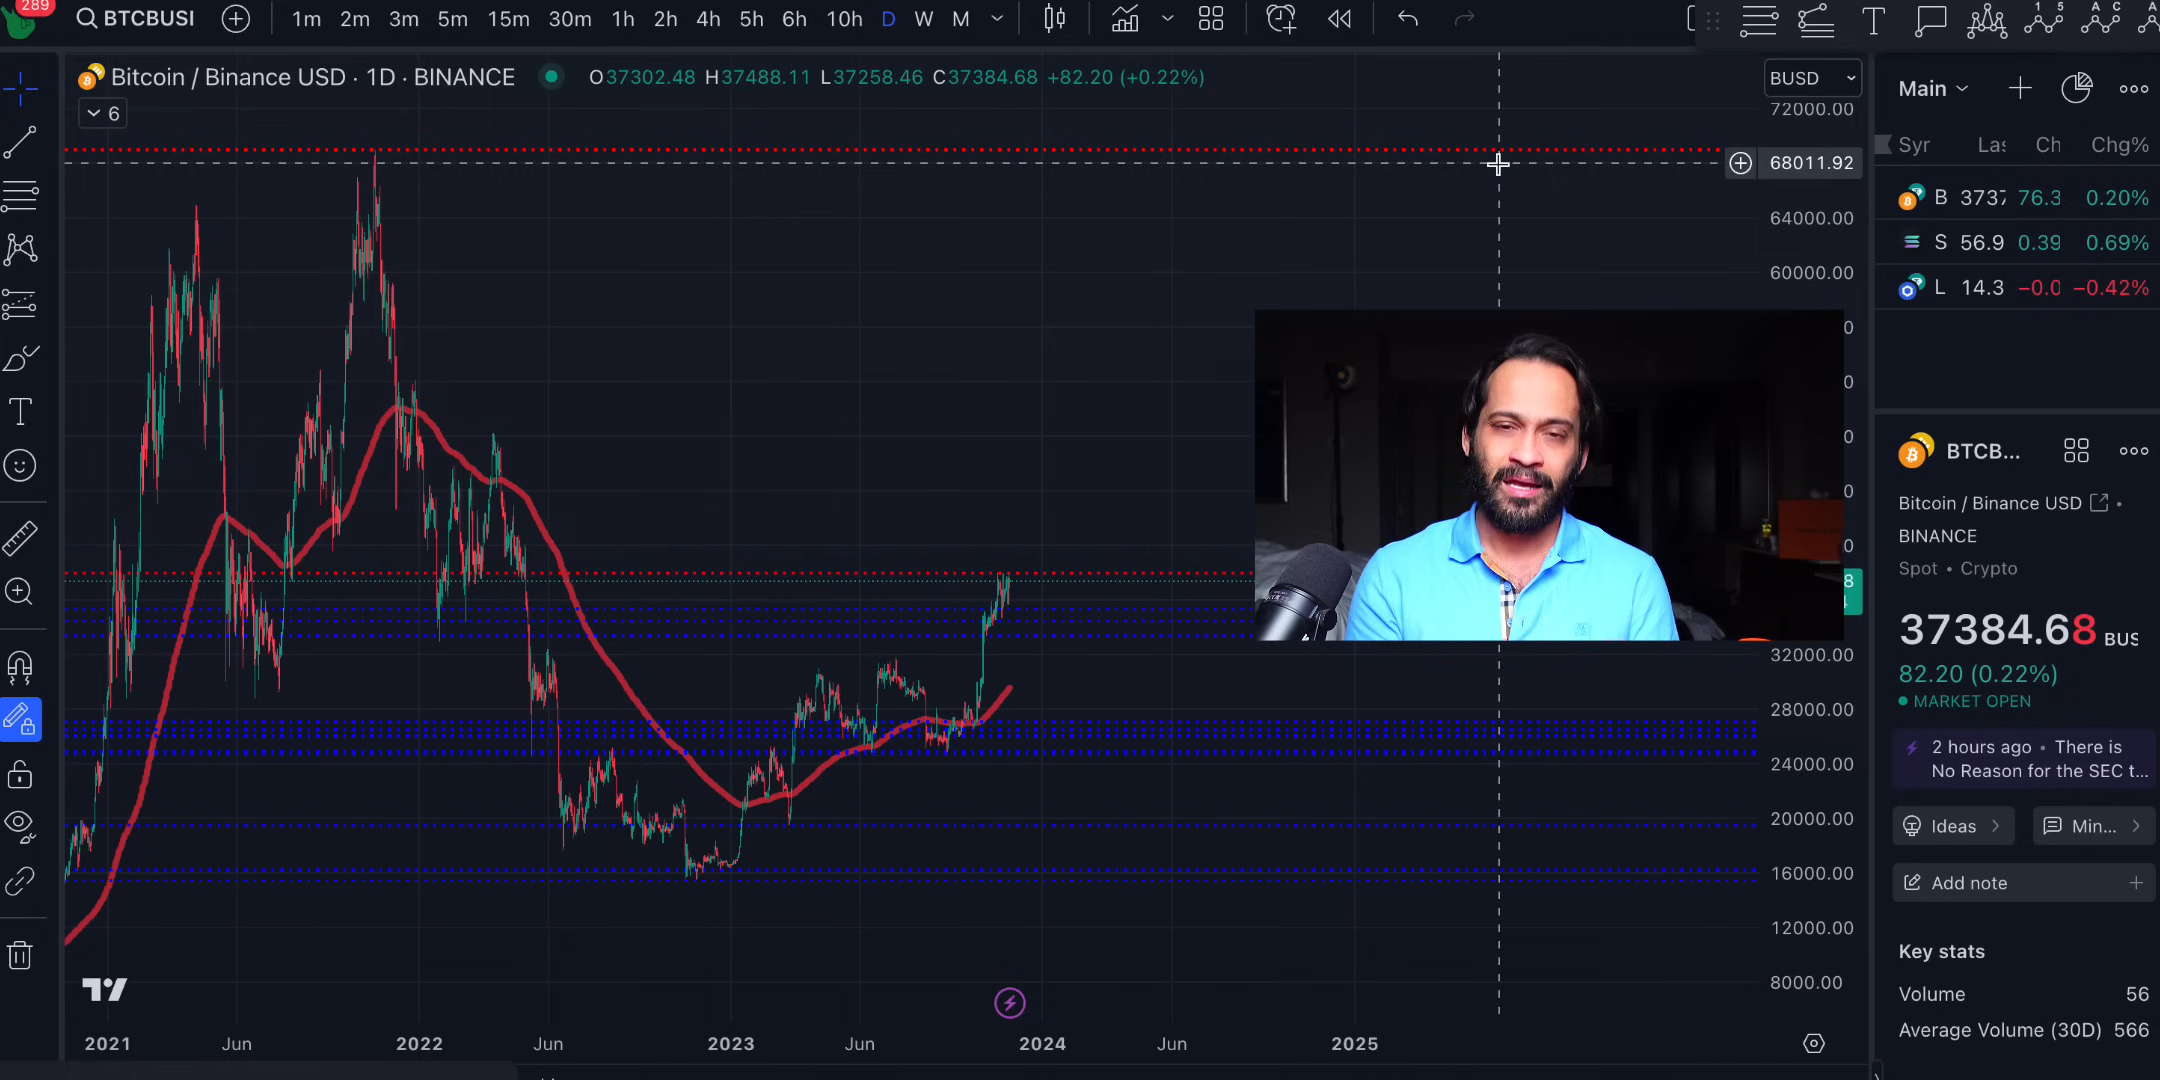 289
BTCBUSI
1m 2m 3m 5m 15m 30m 1h 2h 4h 5h 6h 10h D W M
Bitcoin / Binance USD · 1D · BINANCE
O37302.48 H37488.11 L37258.46 C37384.68 +82.20 (+0.22%)
6
BUSD
72000.00
68011.92
64000.00
60000.00
32000.00
28000.00
24000.00
20000.00
16000.00
12000.00
8000.00
2021 Jun 2022 Jun 2023 Jun 2024 Jun 2025
Main
Syr Las Ch Chg%
B 3737 76.3 0.20%
S 56.9 0.39 0.69%
L 14.3 −0.0 −0.42%
BTCB...
Bitcoin / Binance USD •
BINANCE
Spot • Crypto
37384.68 BUS
82.20 (0.22%)
MARKET OPEN
2 hours ago • There is
No Reason for the SEC t...
Ideas
Min...
Add note
Key stats
Volume 56
Average Volume (30D) 566